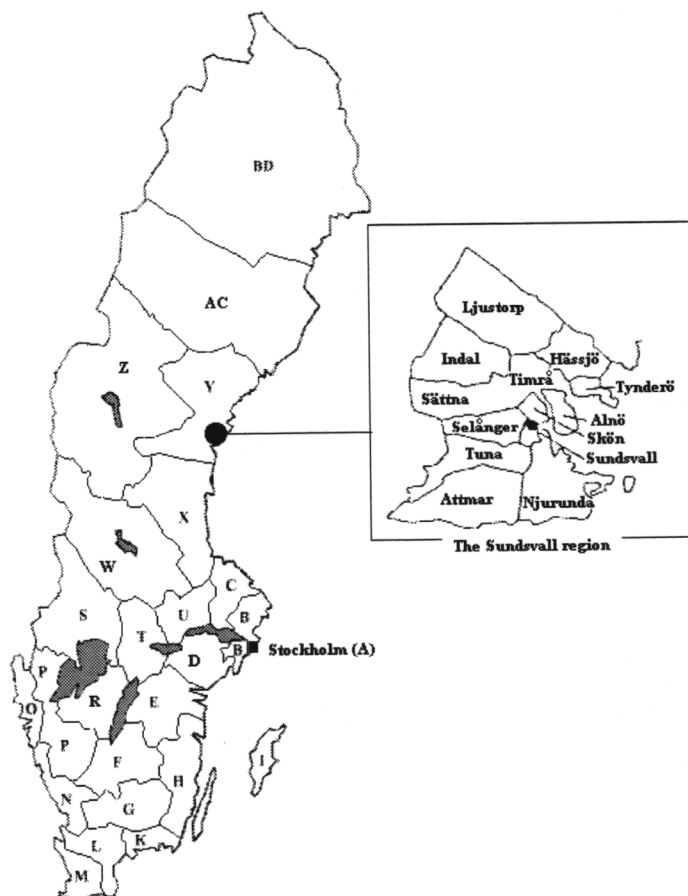 BD
AC
Z
Y
X
W
C
S
U
B
T
B
Stockholm (A)
D
P
R
E
O
P
F
I
H
N
G
K
L
M
Ljustorp
Indal
Hässjö
Timrå
Tynderö
Sättna
Alnö
Selånger
Skön
Sundsvall
Tuna
Attmar
Njurunda
The Sundsvall region